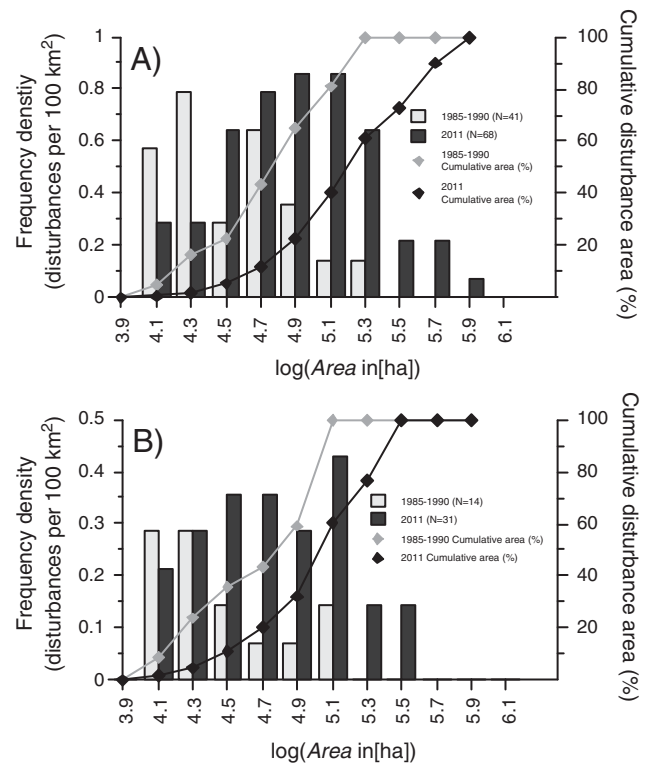 A)
Frequency denstiy
(disturbances per 100 km²)
1
0.8
0.6
0.4
0.2
0
Cumulative disturbance area (%)
100
80
60
40
20
1985-1990 (N=41)
2011 (N=68)
1985-1990
Cumulative area (%)
2011
Cumulative area (%)
3.9 4.1 4.3 4.5 4.7 4.9 5.1 5.3 5.5 5.7 5.9 6.1
log(Area in[ha])
B)
Frequency density
(disturbances per 100 km²)
0.5
0.4
0.3
0.2
0.1
0
Cumulative disturbance area (%)
100
80
60
40
20
1985-1990 (N=14)
2011 (N=31)
1985-1990 Cumulative area (%)
2011 Cumulative area (%)
3.9 4.1 4.3 4.5 4.7 4.9 5.1 5.3 5.5 5.7 5.9 6.1
log(Area in[ha])